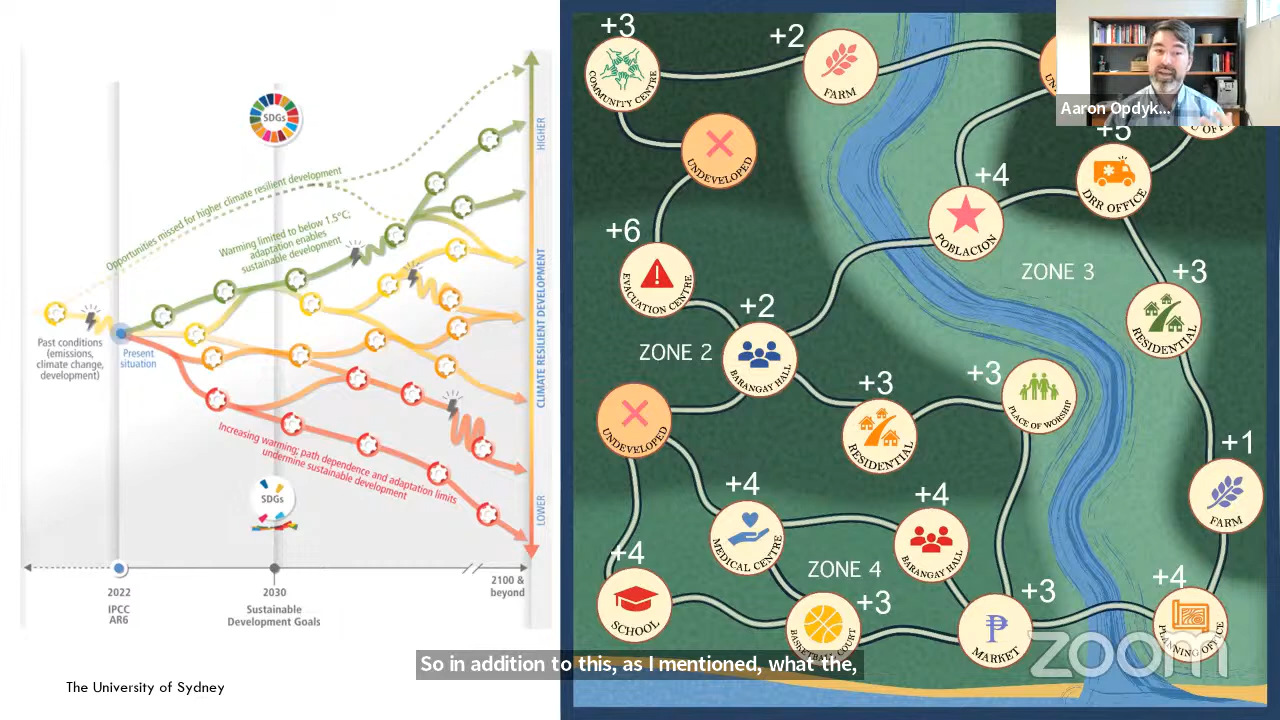 SDGs
Opportunities missed for higher climate resilient development
Warming limited to below 1.5°C;
adaptation enables
sustainable development
Past conditions
(emissions,
climate change,
development)
Present
situation
Increasing warming; path dependence and adaptation limits
undermine sustainable development
SDGs
HIGHER
CLIMATE RESILIENT DEVELOPMENT
LOWER
2022
IPCC
AR6
2030
Sustainable
Development Goals
2100 &
beyond
The University of Sydney
+3
COMMUNITY CENTRE
+2
FARM
Aaron Opdyk...
UNDEVELOPED
+5
DRR OFFICE
+4
POBLACION
+6
EVACUATION CENTRE
ZONE 3
+3
RESIDENTIAL
+2
BARANGAY HALL
ZONE 2
+3
RESIDENTIAL
+3
PLACE OF WORSHIP
UNDEVELOPED
+1
FARM
+4
MEDICAL CENTRE
+4
BARANGAY HALL
ZONE 4
+4
SCHOOL
+3
BASKETBALL COURT
+3
MARKET
+4
PLANNING OFFICE
zoom
So in addition to this, as I mentioned, what the,